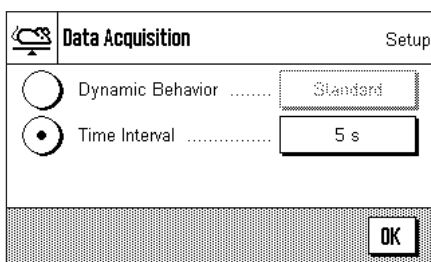 Data Acquisition Setup
Dynamic Behavior ........ Standard
Time Interval ................ 5 s
OK